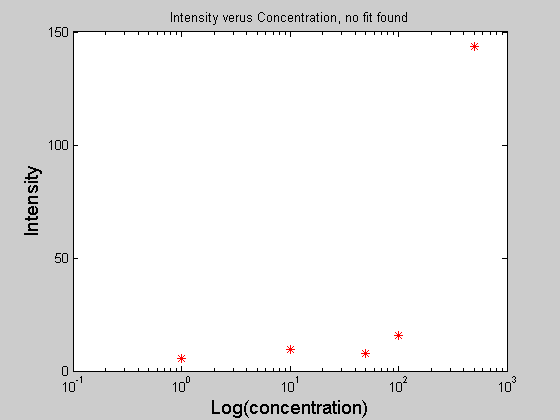 Intensity verus Concentration, no fit found
150
100
50
0
Intensity
10^-1 10^0 10^1 10^2 10^3
Log(concentration)